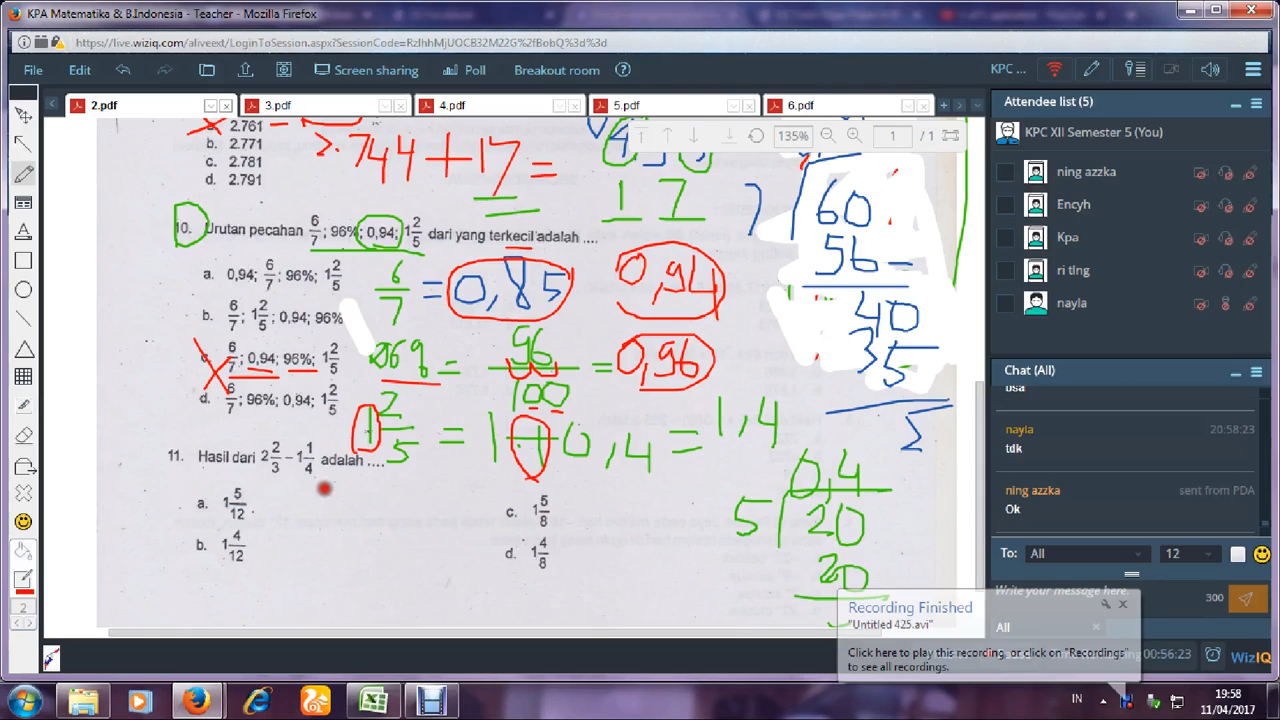 KPA Matematika & B.Indonesia - Teacher - Mozilla Firefox
https://live.wiziq.com/aliveext/LoginToSession.aspx?SessionCode=RzIhhMjUOCB32M22G%2fBobQ%3d%3d
File Edit Screen sharing Poll Breakout room ? KPC ...
2.pdf 3.pdf 4.pdf 5.pdf 6.pdf
135% 1 / 1
Attendee list (5)
KPC XII Semester 5 (You)
ning azzka
Encyh
Kpa
ri tlng
nayla
a. 2.761
b. 2.771
c. 2.781
d. 2.791
2.744 + 17 =
17
10. Urutan pecahan 6/7; 96%; 0,94; 1 2/5 dari yang terkecil adalah ....
a. 0,94; 6/7; 96%; 1 2/5
b. 6/7; 1 2/5; 0,94; 96%
c. 6/7; 0,94; 96%; 1 2/5
d. 6/7; 96%; 0,94; 1 2/5
6/7 = 0,85
0,94
96/100 = 0,96
1 2/5 = 1 + 0,4 = 1,4
7 60
56 -
40
35
0,4
5 20
20
11. Hasil dari 2 2/3 – 1 1/4 adalah ....
a. 1 5/12
b. 1 4/12
c. 1 5/8
d. 1 4/8
Chat (All)
nayla 20:58:23
tdk
ning azzka sent from PDA
Ok
To: All 12
Write your message here. 300
All
Recording Finished
"Untitled 425.avi"
Click here to play this recording, or click on "Recordings" to see all recordings.
00:56:23 WizIQ
2
IN
19:58
11/04/2017